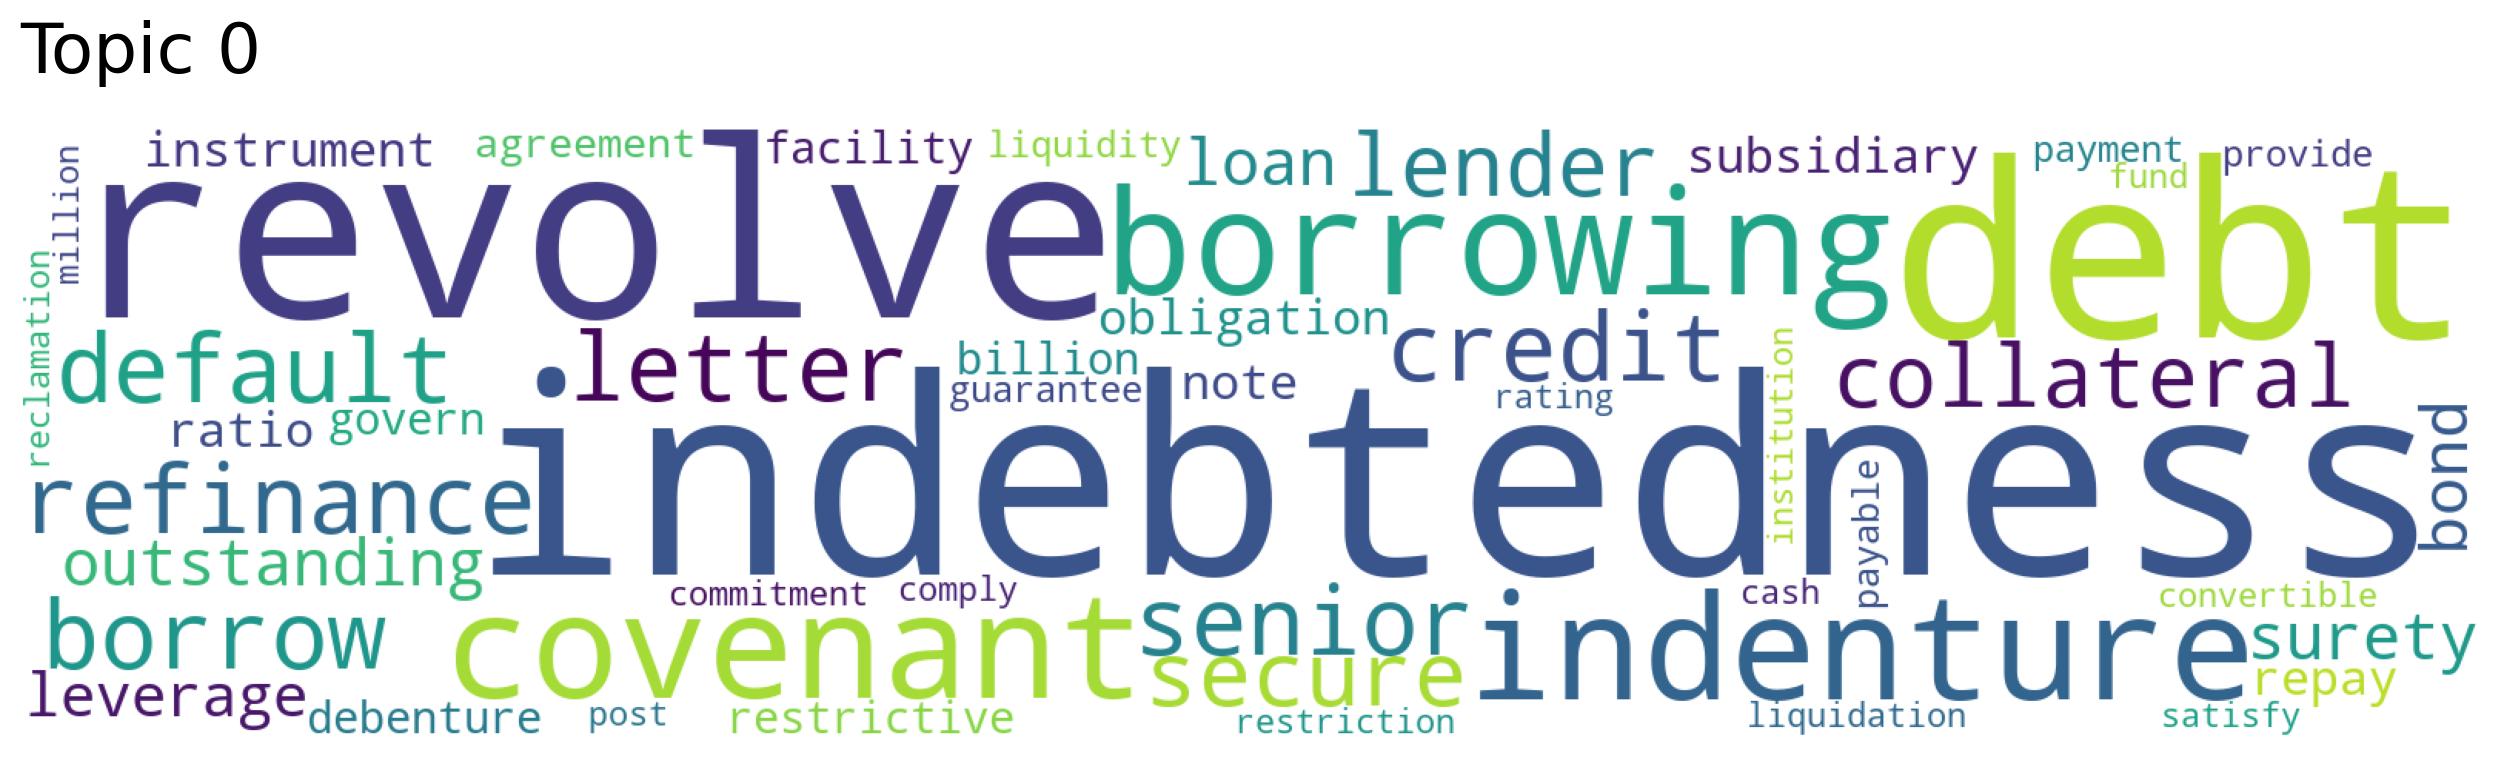 Topic 0
instrument
agreement
facility
liquidity
loan
lender
subsidiary
payment
fund
provide
million
revolve
borrowing
debt
reclamation
obligation
default
letter
billion
guarantee
note
credit
rating
institution
collateral
ratio
govern
indebtedness
bond
refinance
payable
outstanding
commitment
comply
cash
convertible
borrow
covenant
senior
secure
indenture
surety
repay
leverage
debenture
post
restrictive
restriction
liquidation
satisfy